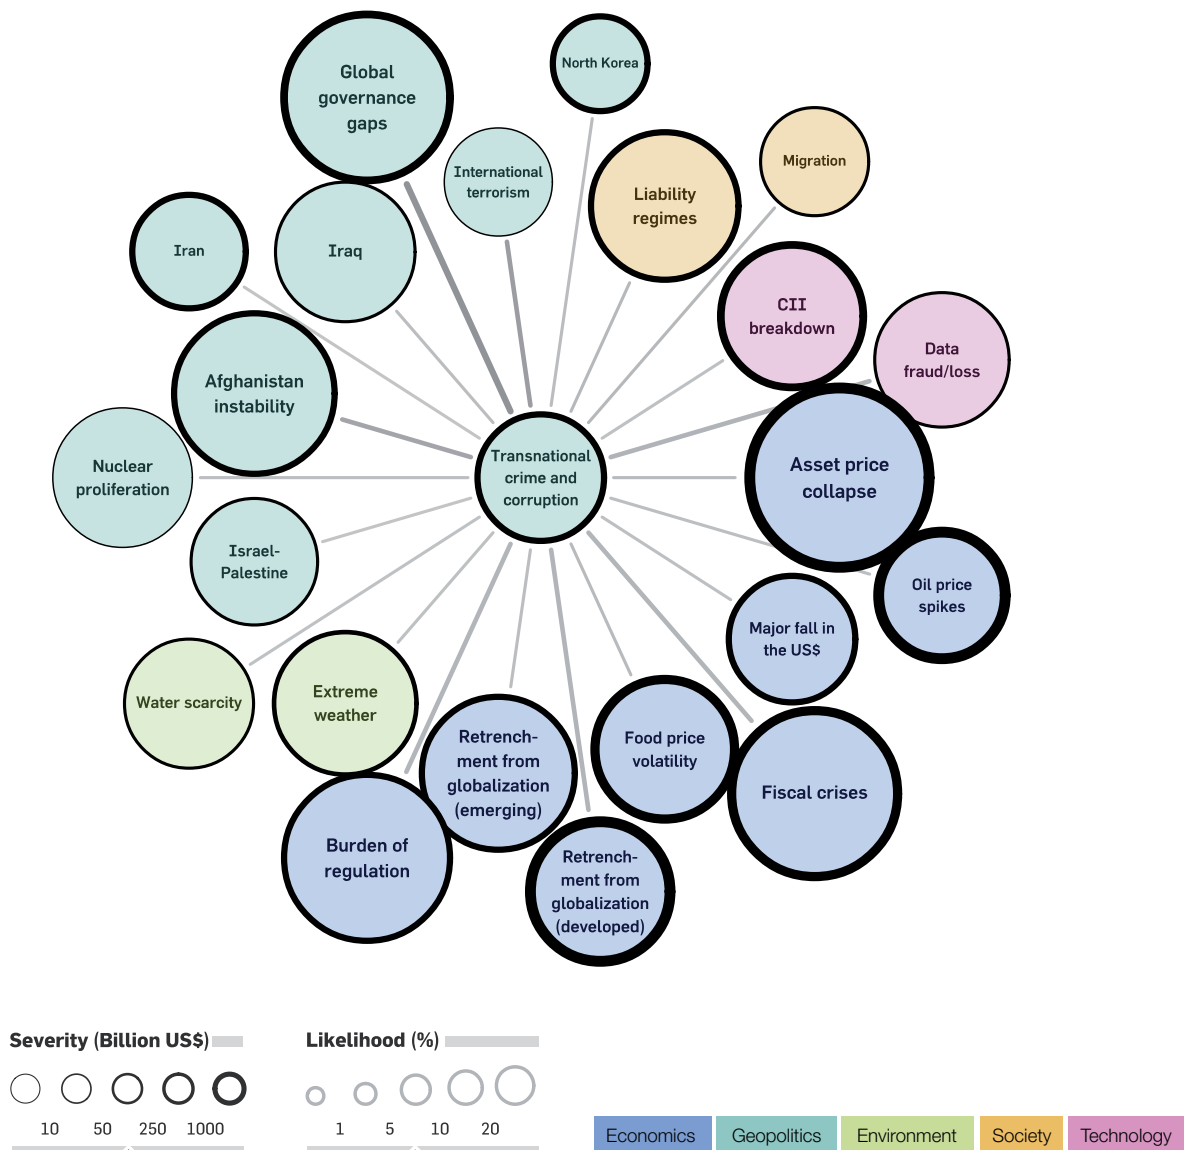 Global
governance
gaps
North Korea
International
terrorism
Migration
Liability
regimes
Iran
Iraq
CII
breakdown
Data
fraud/loss
Afghanistan
instability
Nuclear
proliferation
Transnational
crime and
corruption
Asset price
collapse
Israel-
Palestine
Oil price
spikes
Major fall in
the US$
Water scarcity
Extreme
weather
Retrench-
ment from
globalization
(emerging)
Food price
volatility
Fiscal crises
Burden of
regulation
Retrench-
ment from
globalization
(developed)
Severity (Billion US$)
10 50 250 1000
Likelihood (%)
1 5 10 20
Economics
Geopolitics
Environment
Society
Technology